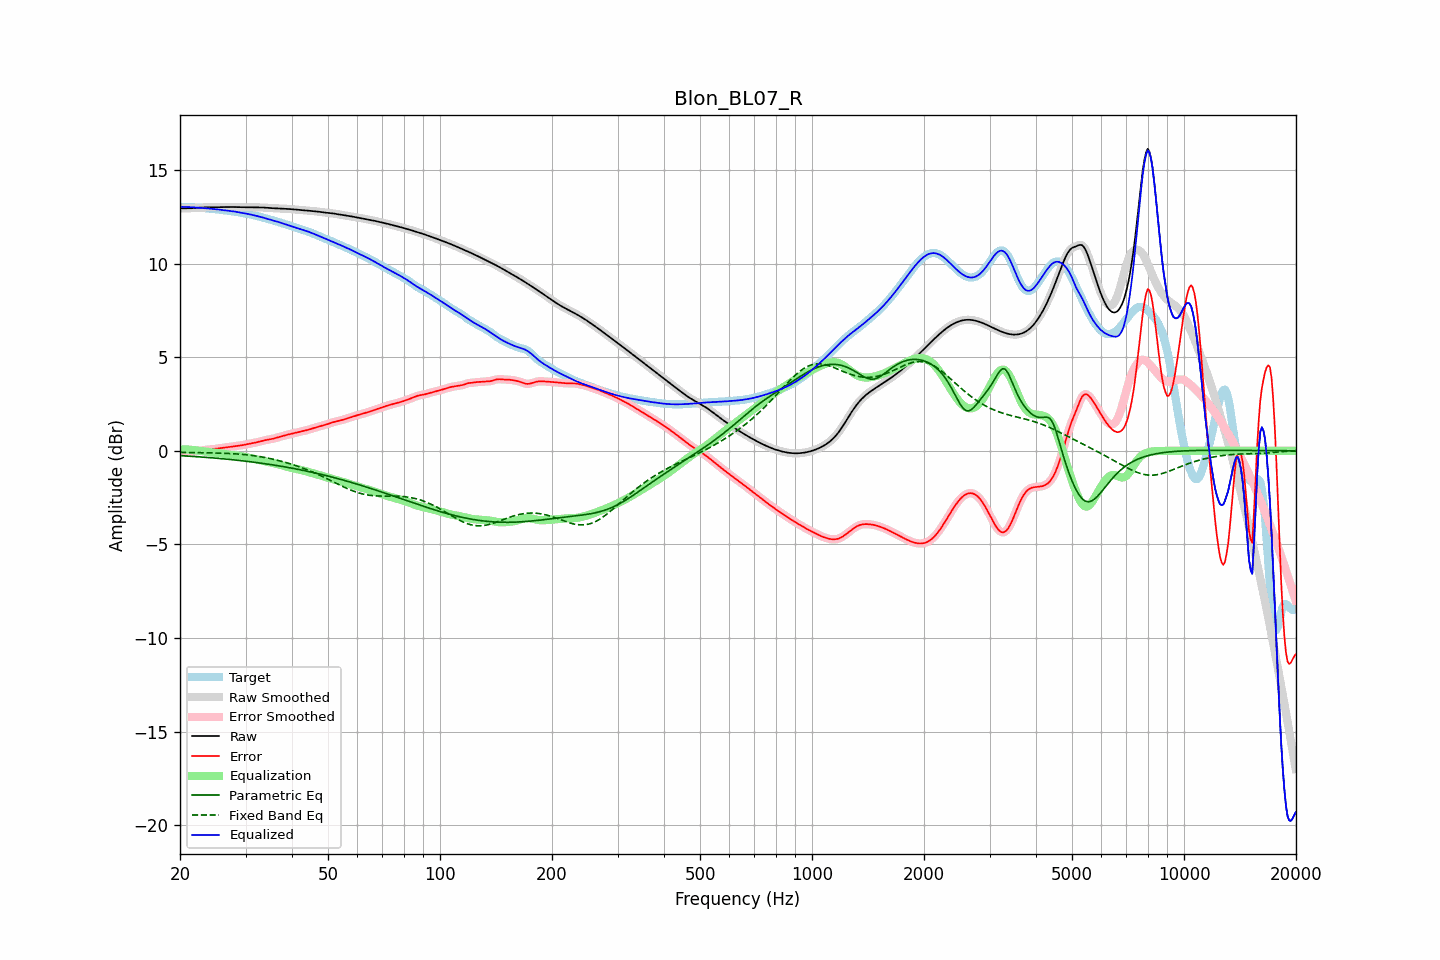 Blon_BL07_R
Amplitude (dBr)
15
10
5
0
−5
−10
−15
−20
Target
Raw Smoothed
Error Smoothed
Raw
Error
Equalization
Parametric Eq
Fixed Band Eq
Equalized
20
50
100
200
500
1000
2000
5000
10000
20000
Frequency (Hz)